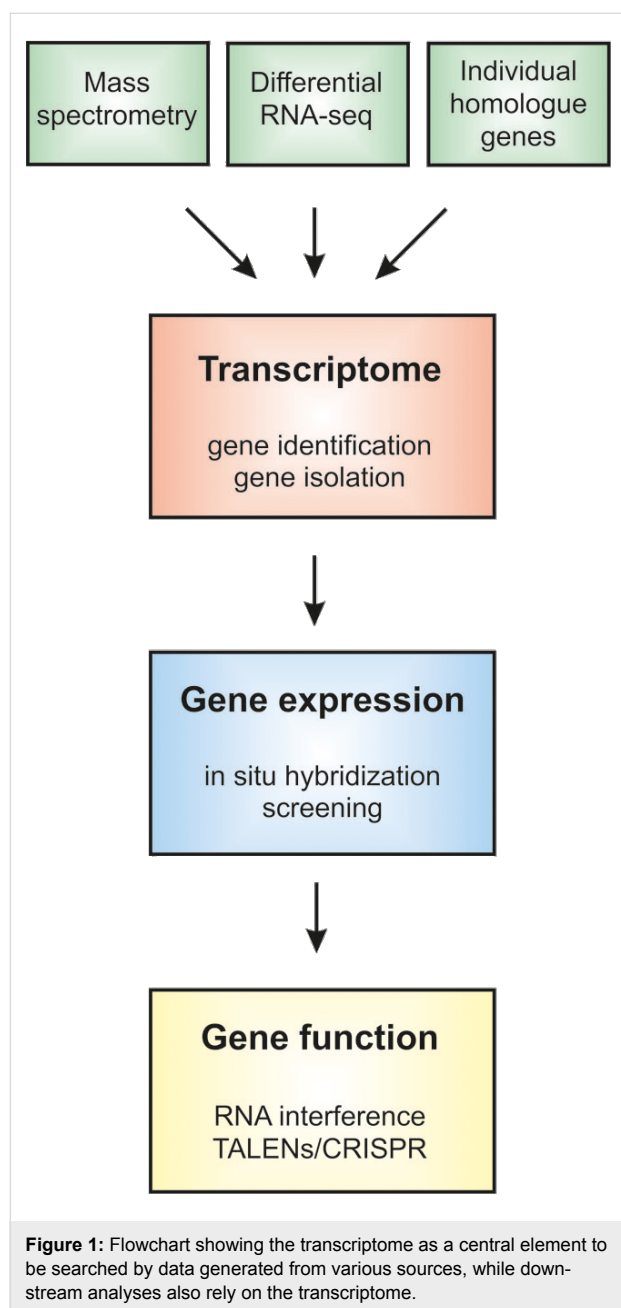 Mass
spectrometry
Differential
RNA-seq
Individual
homologue
genes
Transcriptome
gene identification
gene isolation
Gene expression
in situ hybridization
screening
Gene function
RNA interference
TALENs/CRISPR
Figure 1: Flowchart showing the transcriptome as a central element to
be searched by data generated from various sources, while down-
stream analyses also rely on the transcriptome.